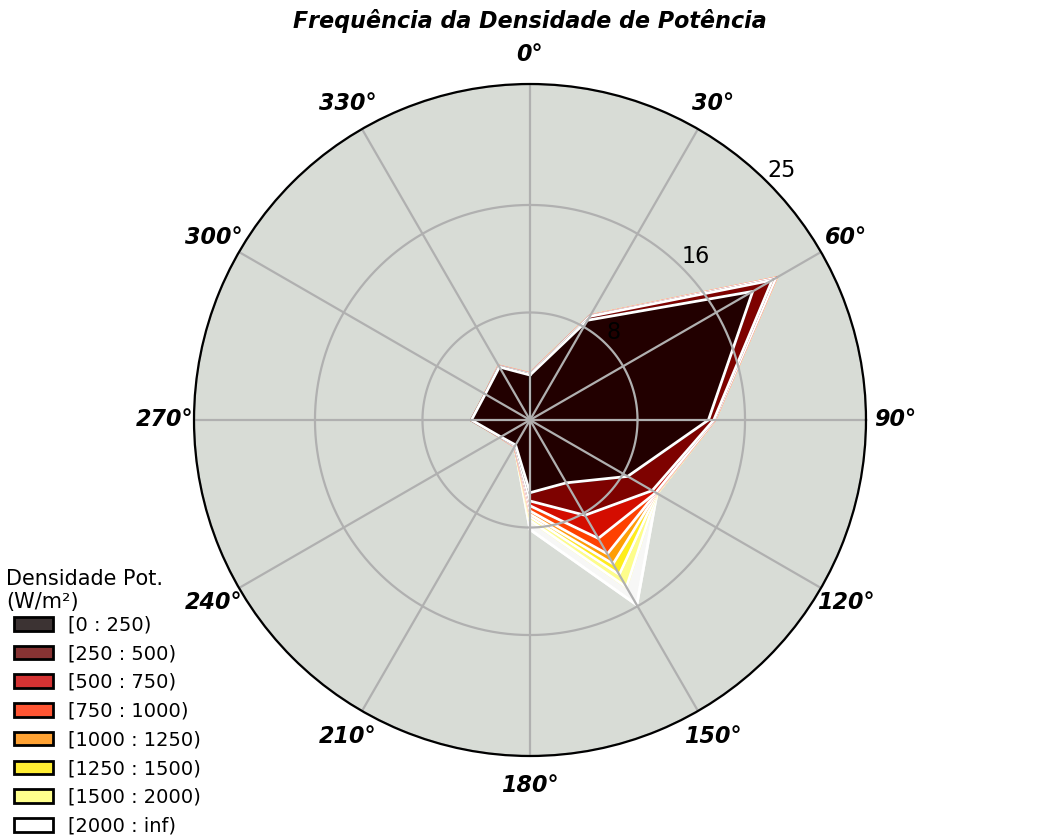 Frequência da Densidade de Potência
0°
330°
30°
25
300°
60°
16
8
270°
90°
240°
120°
210°
150°
180°
Densidade Pot.
(W/m²)
[0 : 250)
[250 : 500)
[500 : 750)
[750 : 1000)
[1000 : 1250)
[1250 : 1500)
[1500 : 2000)
[2000 : inf)